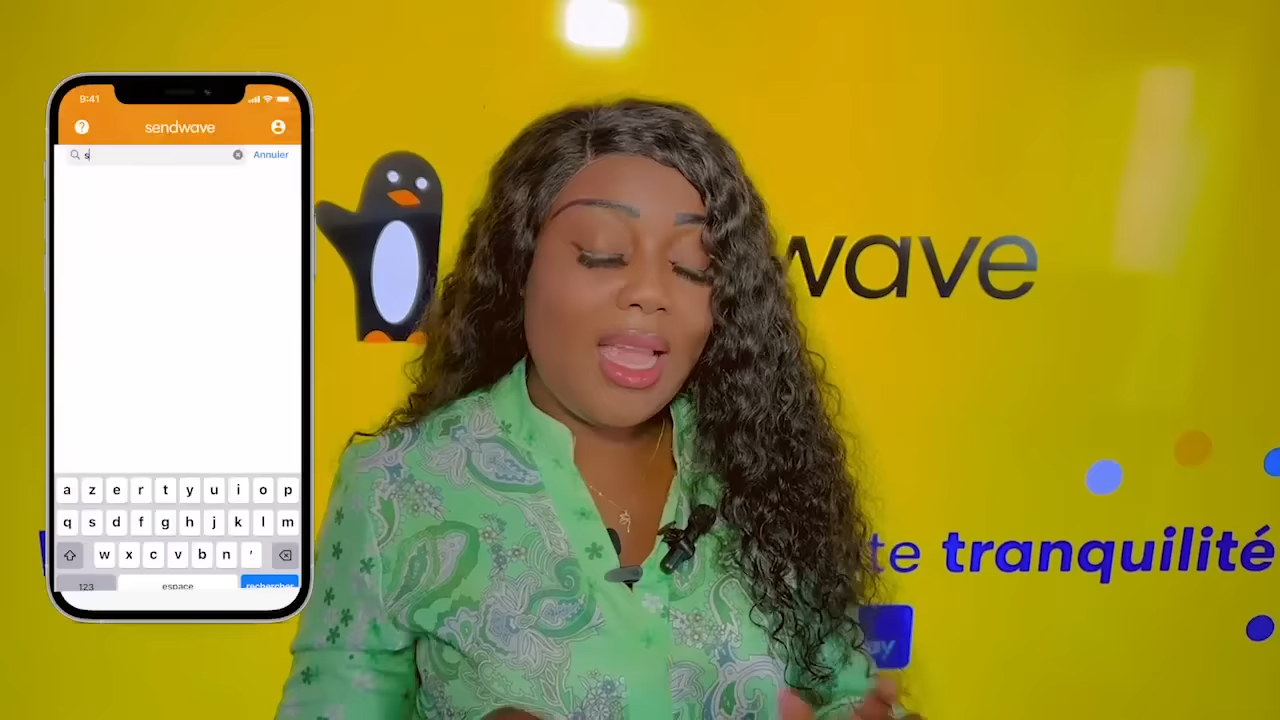 9:41
sendwave
s
Annuler
a z e r t y u i o p
q s d f g h j k l m
w x c v b n '
123 espace rechercher
wave
te tranquilité